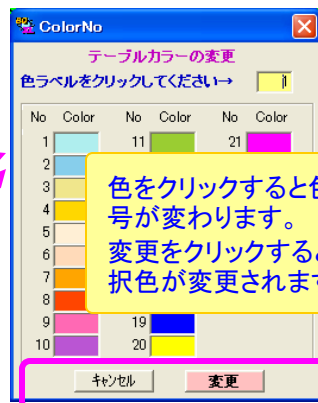 ColorNo
テーブルカラーの変更
色ラベルをクリックしてください→
No Color No Color No Color
1 11 21
2
3
4
5
6
7
8
9 19
10 20
色をクリックすると色
号が変わります。
変更をクリックすると
択色が変更されます
キャンセル 変更